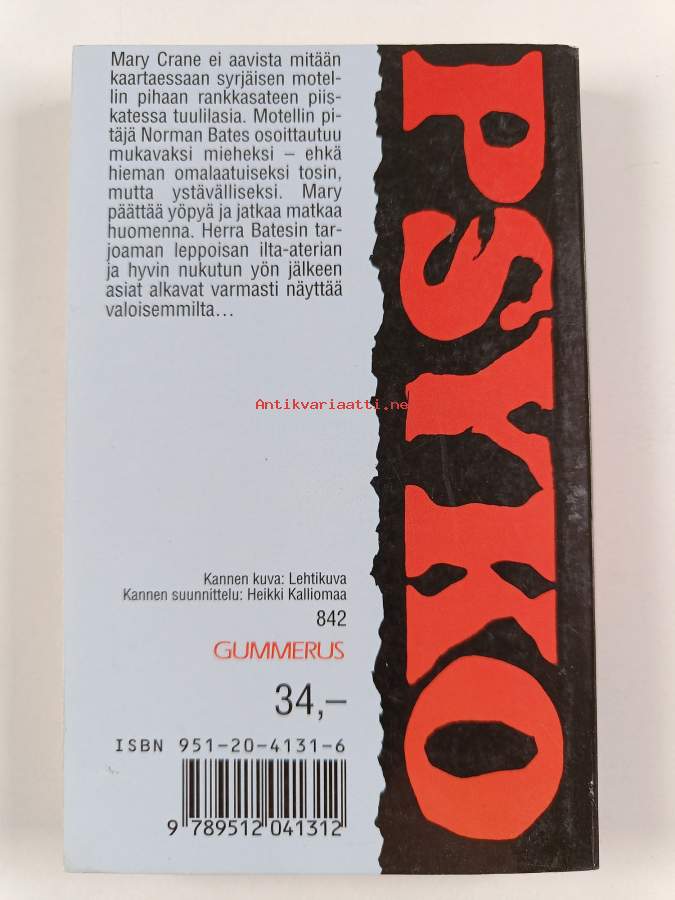 Mary Crane ei aavista mitään
kaartaessaan syrjäisen motel-
lin pihaan rankkasateen piis-
katessa tuulilasia. Motellin pi-
täjä Norman Bates osoittautuu
mukavaksi mieheksi – ehkä
hieman omalaatuiseksi tosin,
mutta ystävälliseksi. Mary
päättää yöpyä ja jatkaa matkaa
huomenna. Herra Batesin tar-
joaman leppoisan ilta-aterian
ja hyvin nukutun yön jälkeen
asiat alkavat varmasti näyttää
valoisemmilta…
PSYKO
Antikvariaatti.ne
Kannen kuva: Lehtikuva
Kannen suunnittelu: Heikki Kalliomaa
842
GUMMERUS
34,–
ISBN 951-20-4131-6
9 789512 041312